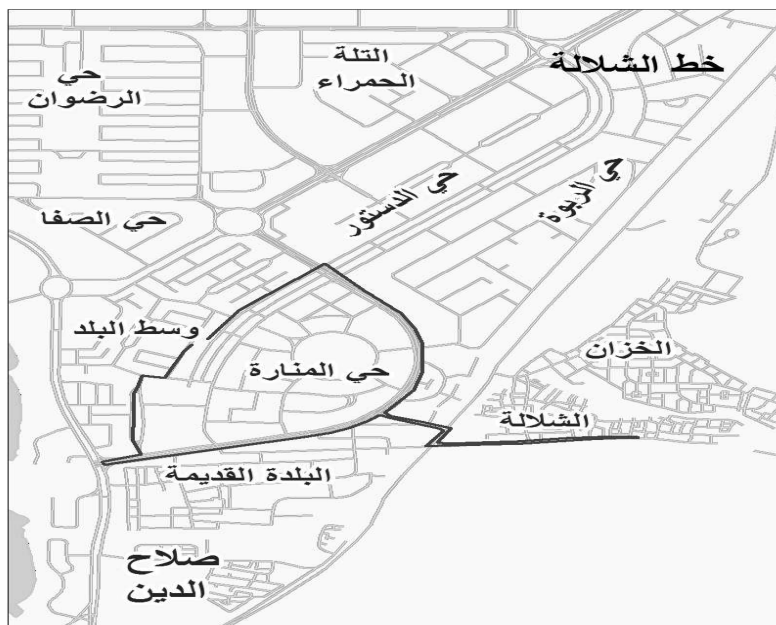 خط الشلالة
التلة
الحمراء
حي
الرضوان
حي الدستور
حي الربوة
حي الصفا
وسط البلد
حي المنارة
الخزان
الشلالة
البلدة القديمة
صلاح
الدين